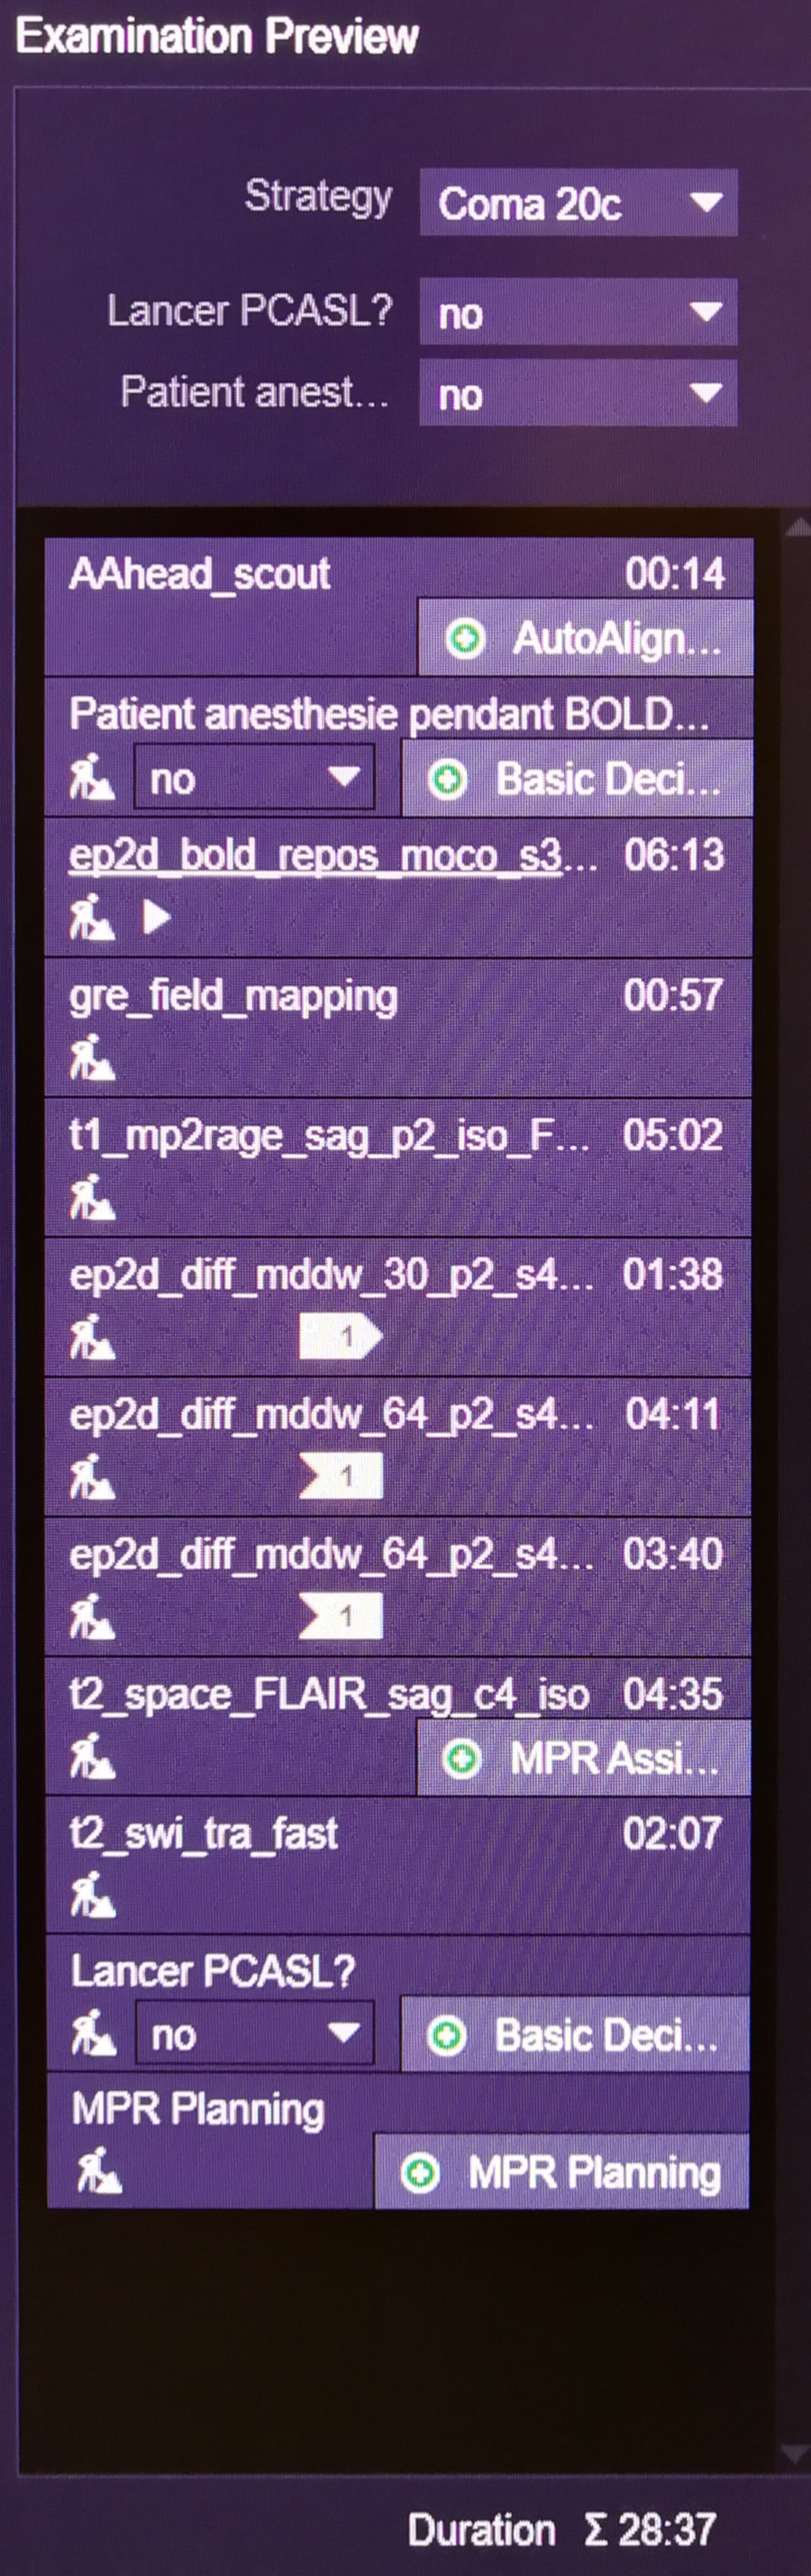 Examination Preview
Strategy Coma 20c
Lancer PCASL? no
Patient anest... no
AAhead_scout 00:14
AutoAlign...
Patient anesthesie pendant BOLD...
no Basic Deci...
ep2d_bold_repos_moco_s3... 06:13
gre_field_mapping 00:57
t1_mp2rage_sag_p2_iso_F... 05:02
ep2d_diff_mddw_30_p2_s4... 01:38
1
ep2d_diff_mddw_64_p2_s4... 04:11
1
ep2d_diff_mddw_64_p2_s4... 03:40
1
t2_space_FLAIR_sag_c4_iso 04:35
MPR Assi...
t2_swi_tra_fast 02:07
Lancer PCASL?
no Basic Deci...
MPR Planning
MPR Planning
Duration Σ 28:37